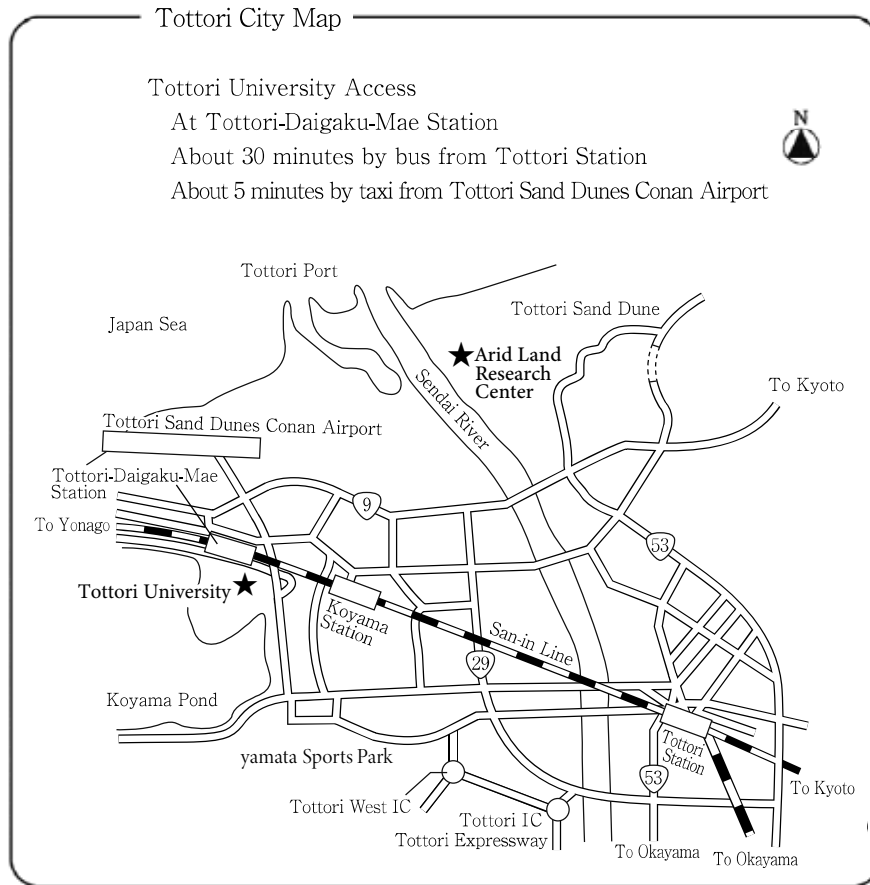 Tottori City Map
Tottori University Access
At Tottori-Daigaku-Mae Station
About 30 minutes by bus from Tottori Station
About 5 minutes by taxi from Tottori Sand Dunes Conan Airport
N
Tottori Port
Tottori Sand Dune
Japan Sea
Arid Land
Research
Center
Sendai River
To Kyoto
Tottori Sand Dunes Conan Airport
Tottori-Daigaku-Mae
Station
9
To Yonago
53
Tottori University
Koyama
Station
San-in Line
29
Koyama Pond
yamata Sports Park
Tottori
Station
53
To Kyoto
Tottori West IC
Tottori IC
Tottori Expressway
To Okayama
To Okayama